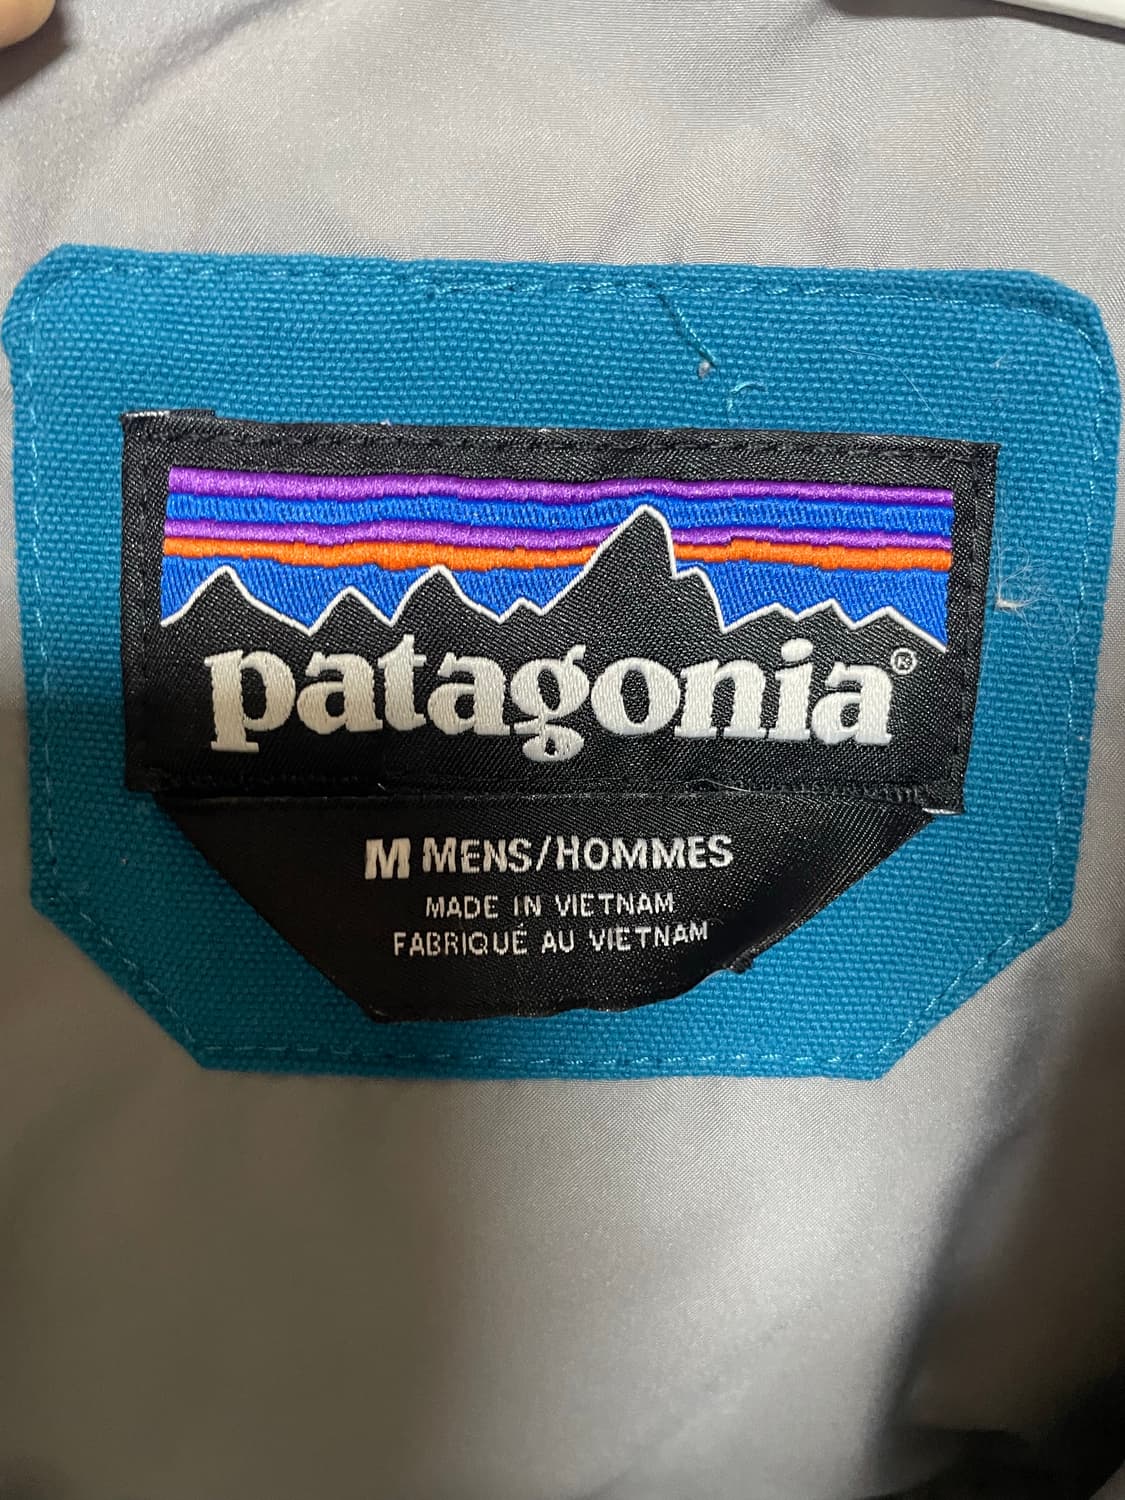 patagonia®
M MENS/HOMMES
MADE IN VIETNAM
FABRIQUÉ AU VIETNAM